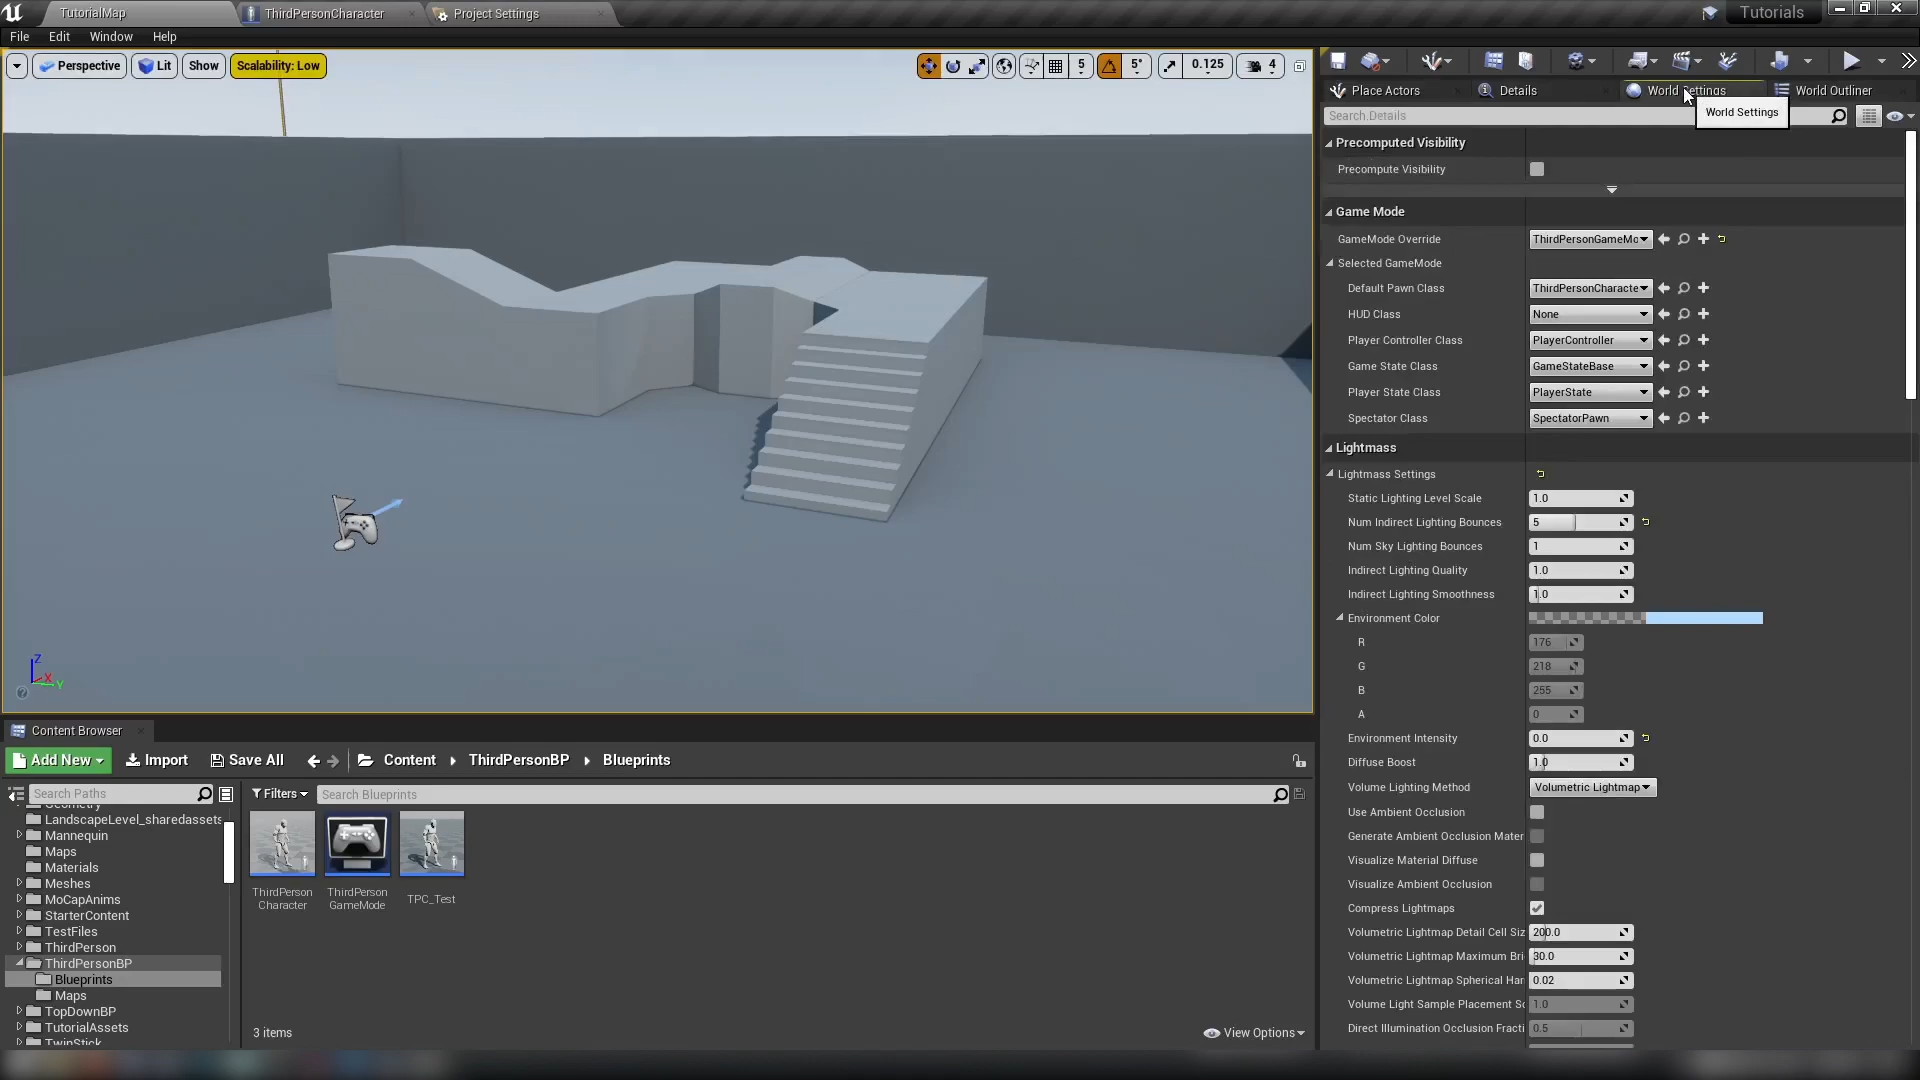 TutorialMap
ThirdPersonCharacter
Project Settings
Tutorials
File Edit Window Help
Perspective Lit Show Scalability: Low
5 5° 0.125 4
Place Actors Details World Settings World Outliner
Search Details
World Settings
Precomputed Visibility
Precompute Visibility
Game Mode
GameMode Override ThirdPersonGameMo
Selected GameMode
Default Pawn Class ThirdPersonCharacte
HUD Class None
Player Controller Class PlayerController
Game State Class GameStateBase
Player State Class PlayerState
Spectator Class SpectatorPawn
Lightmass
Lightmass Settings
Static Lighting Level Scale 1.0
Num Indirect Lighting Bounces 5
Num Sky Lighting Bounces 1
Indirect Lighting Quality 1.0
Indirect Lighting Smoothness 1.0
Environment Color
R 176
G 218
B 255
A 0
Environment Intensity 0.0
Diffuse Boost 1.0
Volume Lighting Method Volumetric Lightmap
Use Ambient Occlusion
Generate Ambient Occlusion Mater
Visualize Material Diffuse
Visualize Ambient Occlusion
Compress Lightmaps
Volumetric Lightmap Detail Cell Siz 200.0
Volumetric Lightmap Maximum Bri 30.0
Volumetric Lightmap Spherical Har 0.02
Volume Light Sample Placement Sc 1.0
Direct Illumination Occlusion Fracti 0.5
Z
X
Y
Content Browser
Add New Import Save All Content ThirdPersonBP Blueprints
Search Paths
Filters Search Blueprints
Geometry
LandscapeLevel_sharedassets
Mannequin
Maps
Materials
Meshes
MoCapAnims
StarterContent
TestFiles
ThirdPerson
ThirdPersonBP
Blueprints
Maps
TopDownBP
TutorialAssets
TwinStick
ThirdPerson
Character
ThirdPerson
GameMode
TPC_Test
3 items
View Options